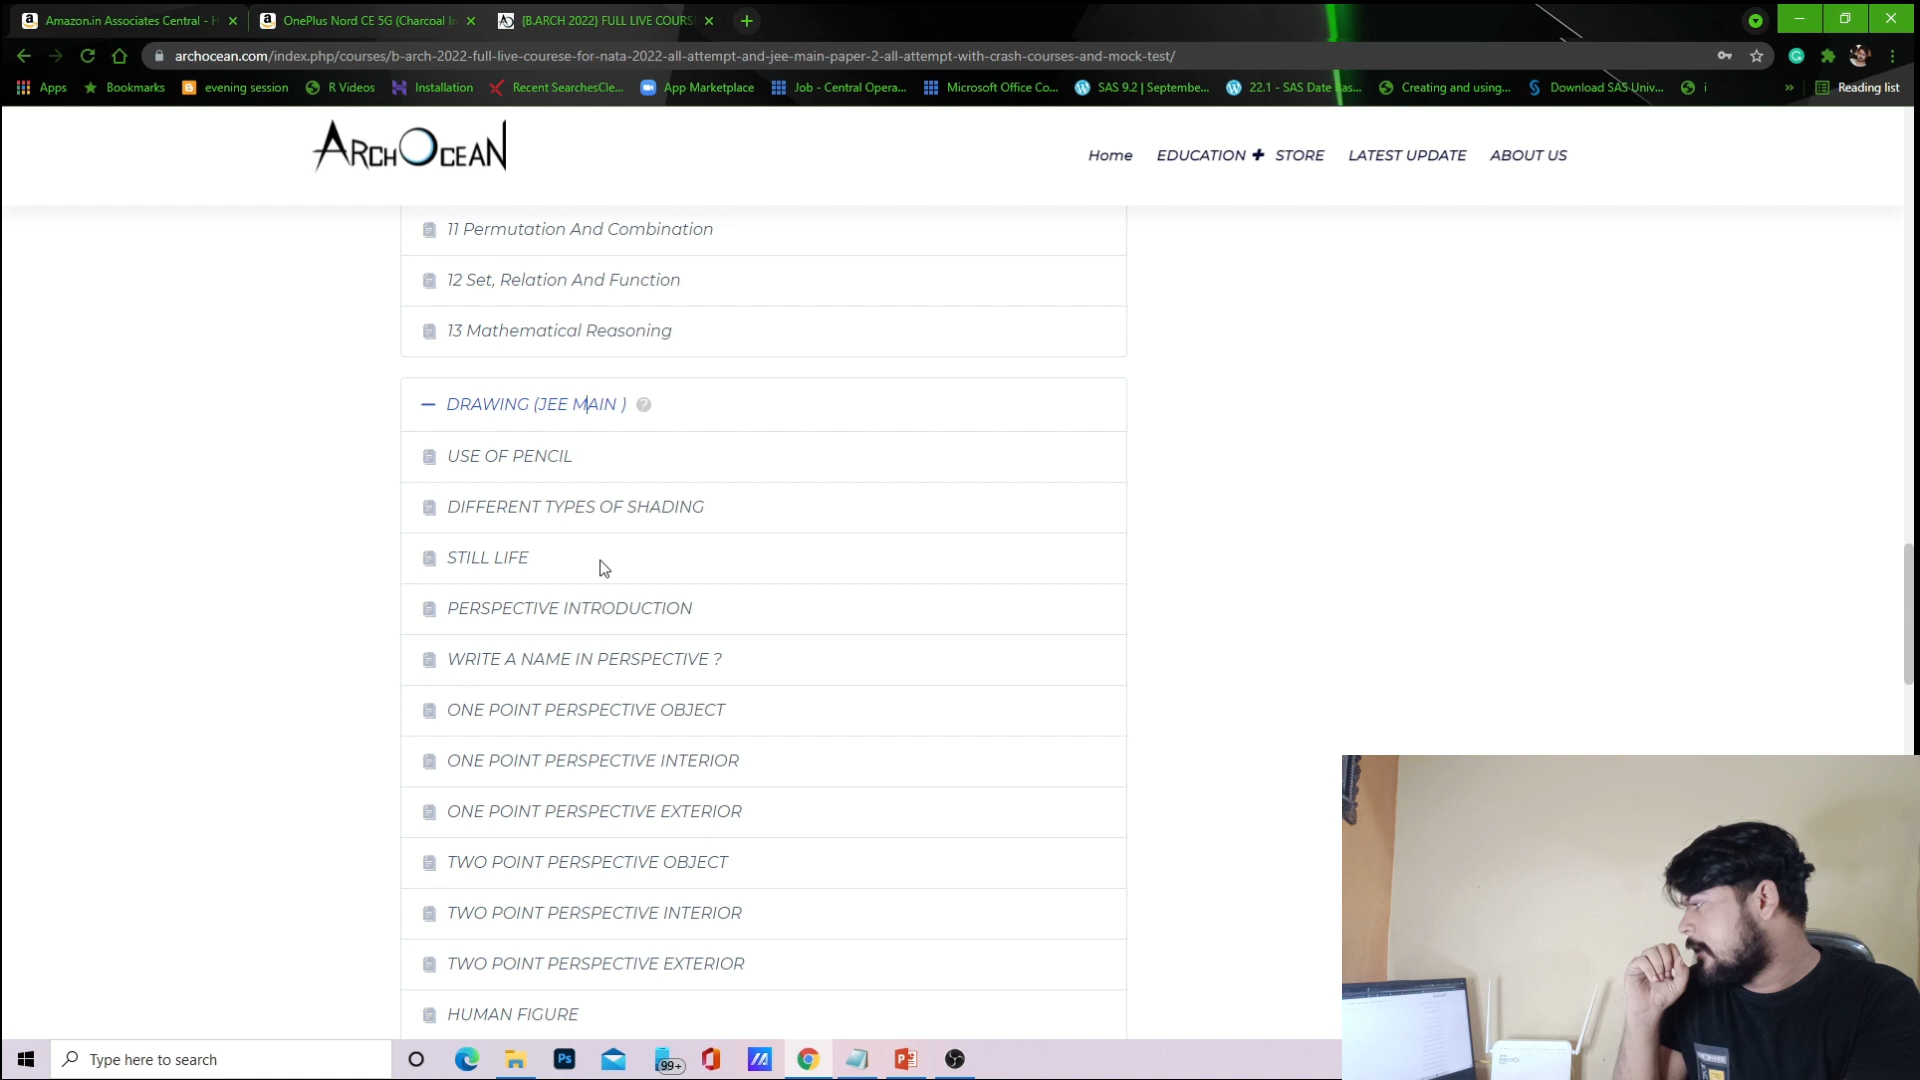 Amazon.in Associates Central - H
OnePlus Nord CE 5G (Charcoal In
{B.ARCH 2022} FULL LIVE COURS
archocean.com/index.php/courses/b-arch-2022-full-live-courese-for-nata-2022-all-attempt-and-jee-main-paper-2-all-attempt-with-crash-courses-and-mock-test/
Apps Bookmarks evening session R Videos Installation Recent SearchesCle... App Marketplace Job - Central Opera... Microsoft Office Co... SAS 9.2 | Septembe... 22.1 - SAS Date Bas... Creating and using... Download SAS Univ... i » Reading list
ARCHOCEAN
Home EDUCATION + STORE LATEST UPDATE ABOUT US
11 Permutation And Combination
12 Set, Relation And Function
13 Mathematical Reasoning
DRAWING (JEE MAIN )
USE OF PENCIL
DIFFERENT TYPES OF SHADING
STILL LIFE
PERSPECTIVE INTRODUCTION
WRITE A NAME IN PERSPECTIVE ?
ONE POINT PERSPECTIVE OBJECT
ONE POINT PERSPECTIVE INTERIOR
ONE POINT PERSPECTIVE EXTERIOR
TWO POINT PERSPECTIVE OBJECT
TWO POINT PERSPECTIVE INTERIOR
TWO POINT PERSPECTIVE EXTERIOR
HUMAN FIGURE
Type here to search
Ps
99+